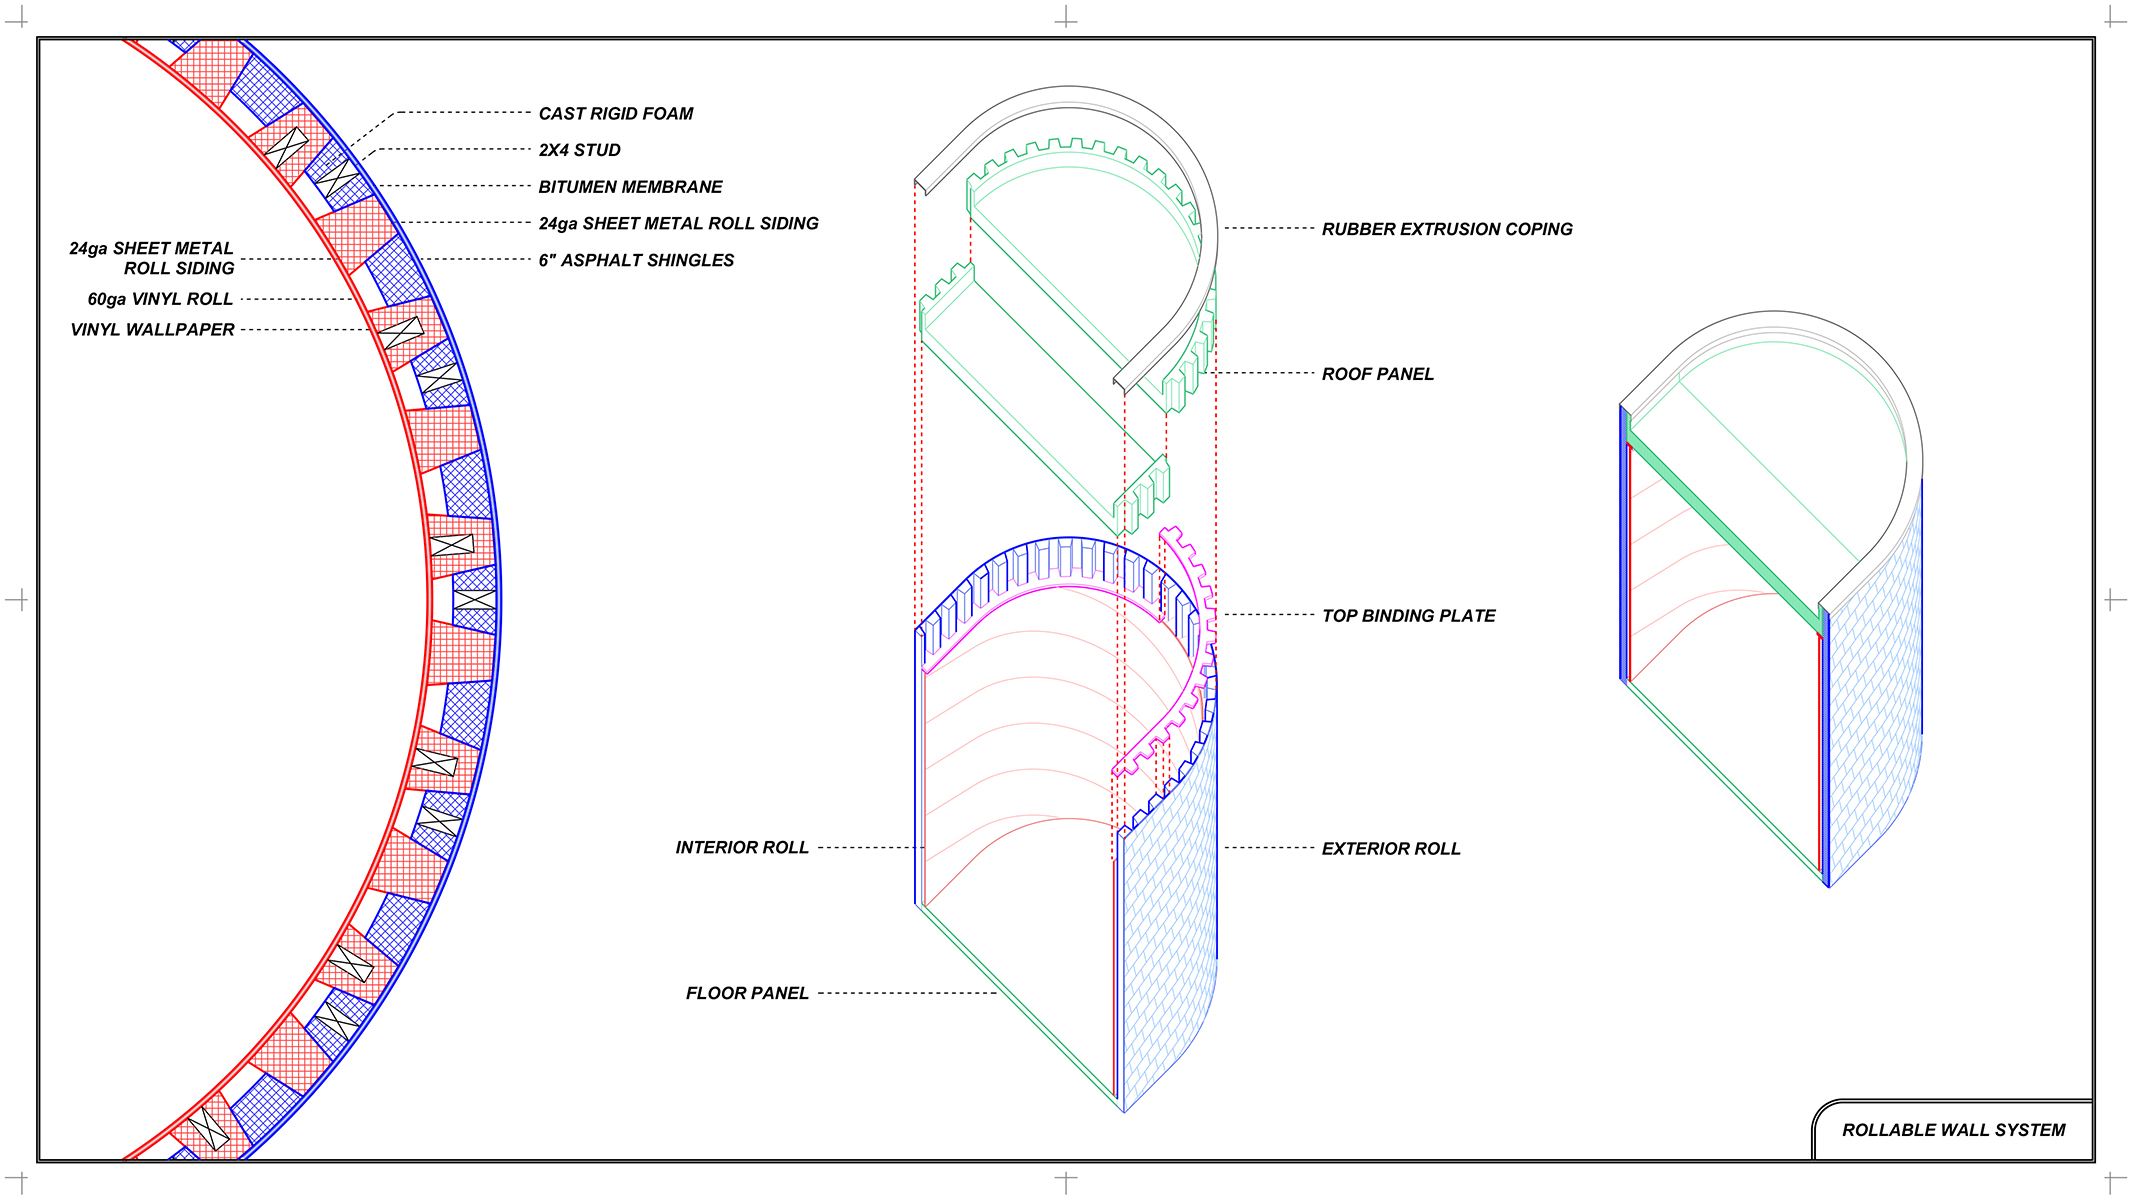 CAST RIGID FOAM
2X4 STUD
BITUMEN MEMBRANE
24ga SHEET METAL ROLL SIDING
6" ASPHALT SHINGLES
24ga SHEET METAL
ROLL SIDING
60ga VINYL ROLL
VINYL WALLPAPER
RUBBER EXTRUSION COPING
ROOF PANEL
TOP BINDING PLATE
INTERIOR ROLL
EXTERIOR ROLL
FLOOR PANEL
ROLLABLE WALL SYSTEM